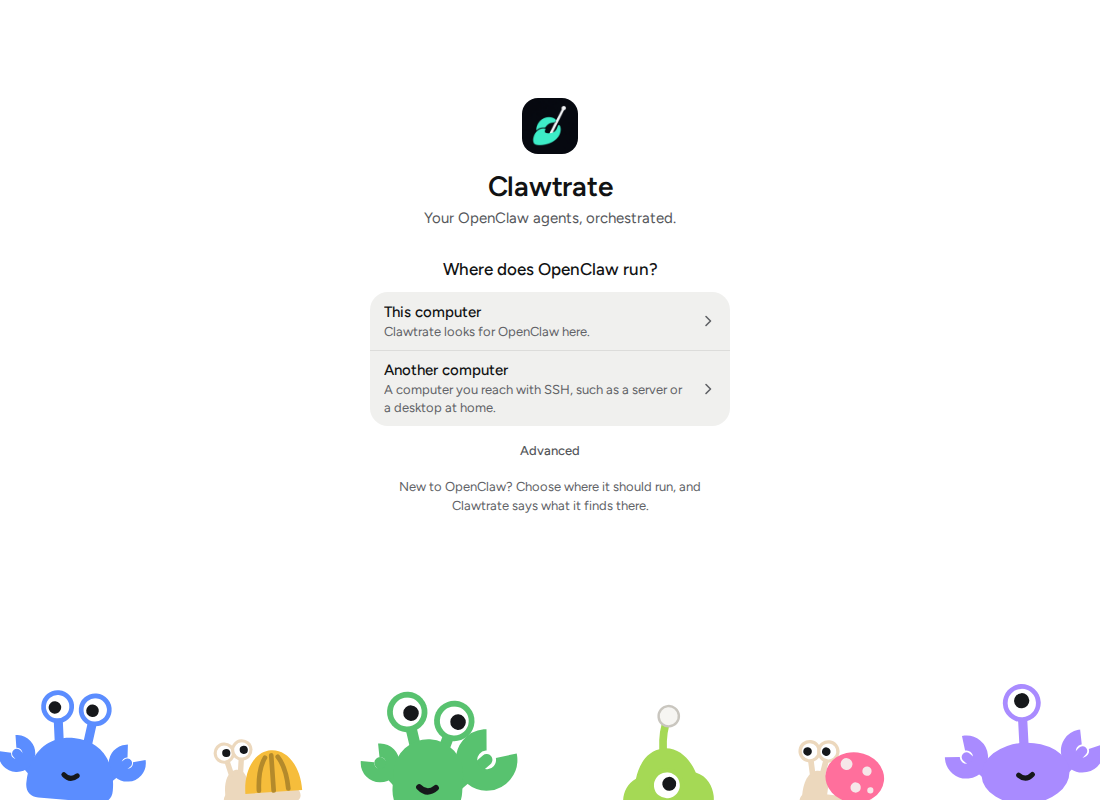 Clawtrate
Your OpenClaw agents, orchestrated.
Where does OpenClaw run?
This computer
Clawtrate looks for OpenClaw here.
Another computer
A computer you reach with SSH, such as a server or
a desktop at home.
Advanced
New to OpenClaw? Choose where it should run, and
Clawtrate says what it finds there.